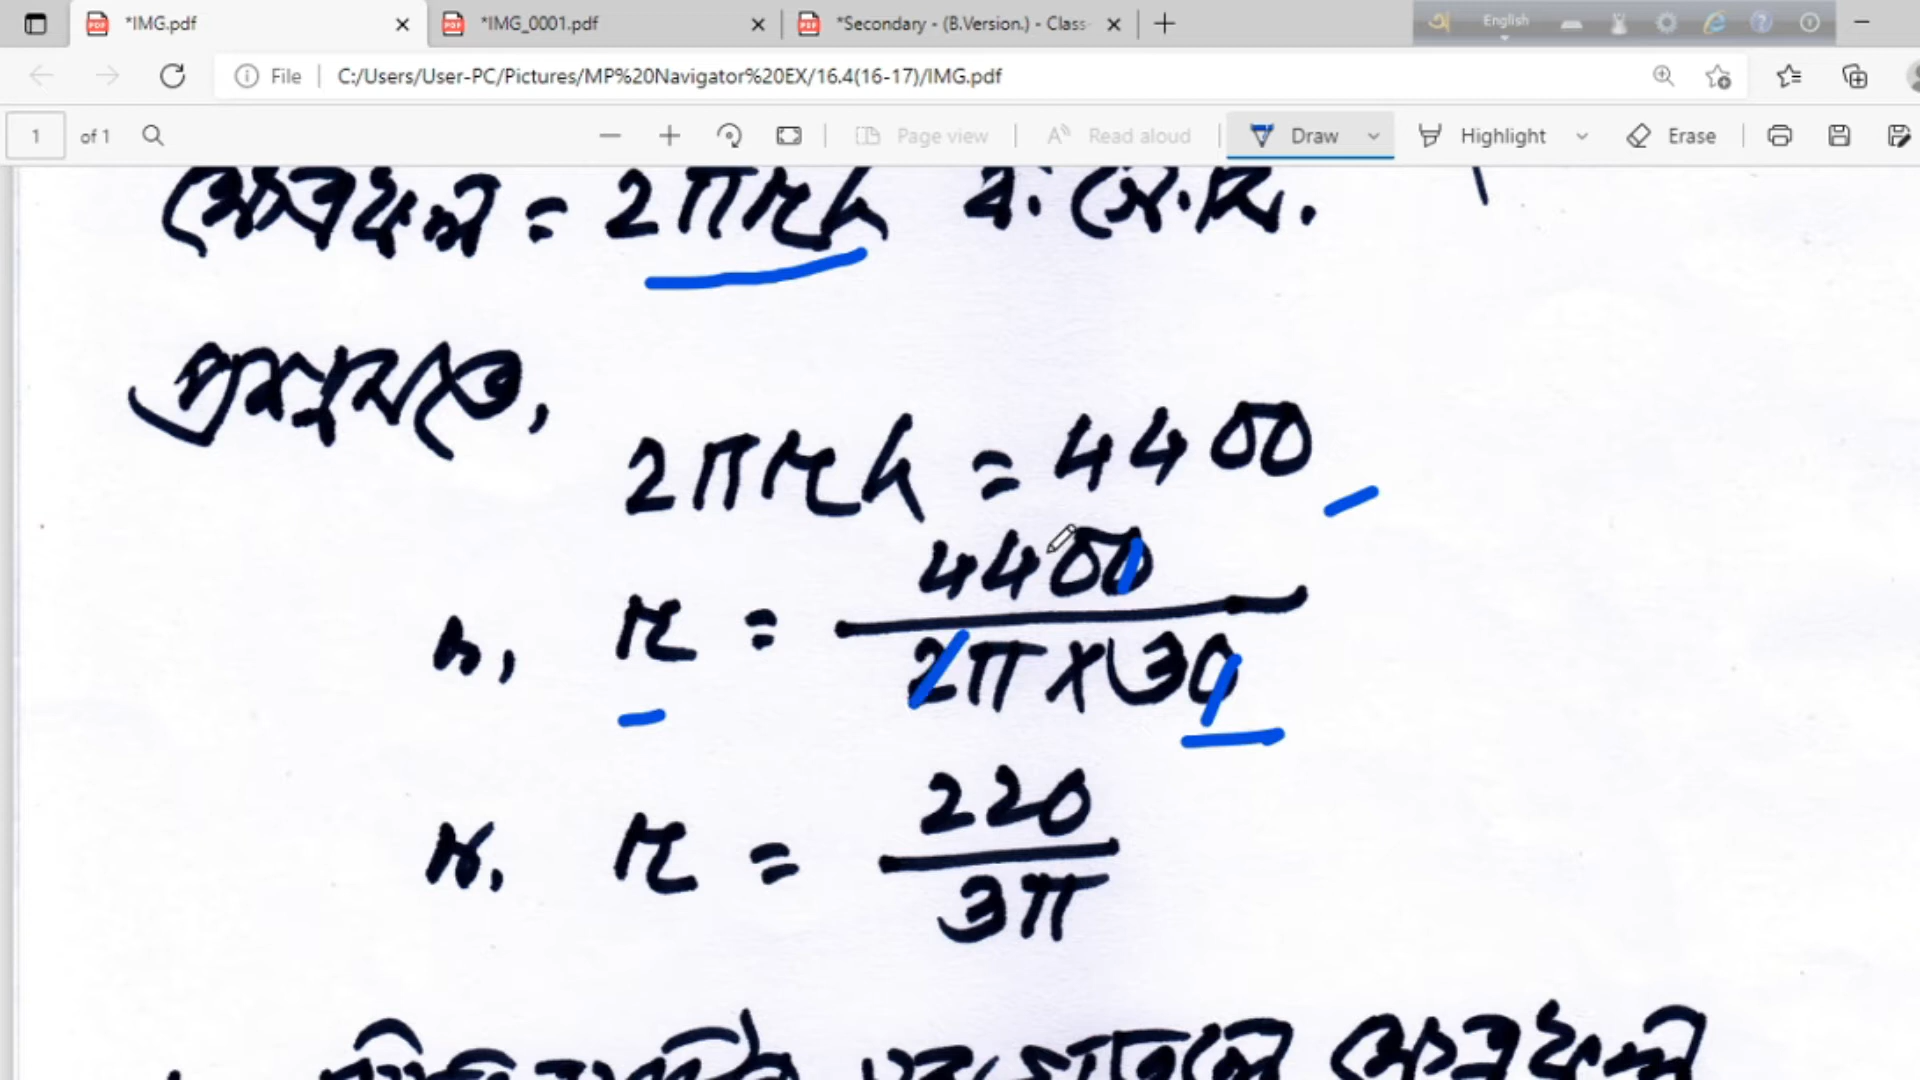 *IMG.pdf
*IMG_0001.pdf
*Secondary - (B.Version.) - Class-
English
File
C:/Users/User-PC/Pictures/MP%20Navigator%20EX/16.4(16-17)/IMG.pdf
1 of 1
Page view
Read aloud
Draw
Highlight
Erase
ক্ষেত্রফল = 2πrh ব: সে.মি.
প্রশ্নমতে,
2πrh = 4400
বা, r = 4400 / 2π×30
বা, r = 220 / 3π
ক্ষেত্রফল